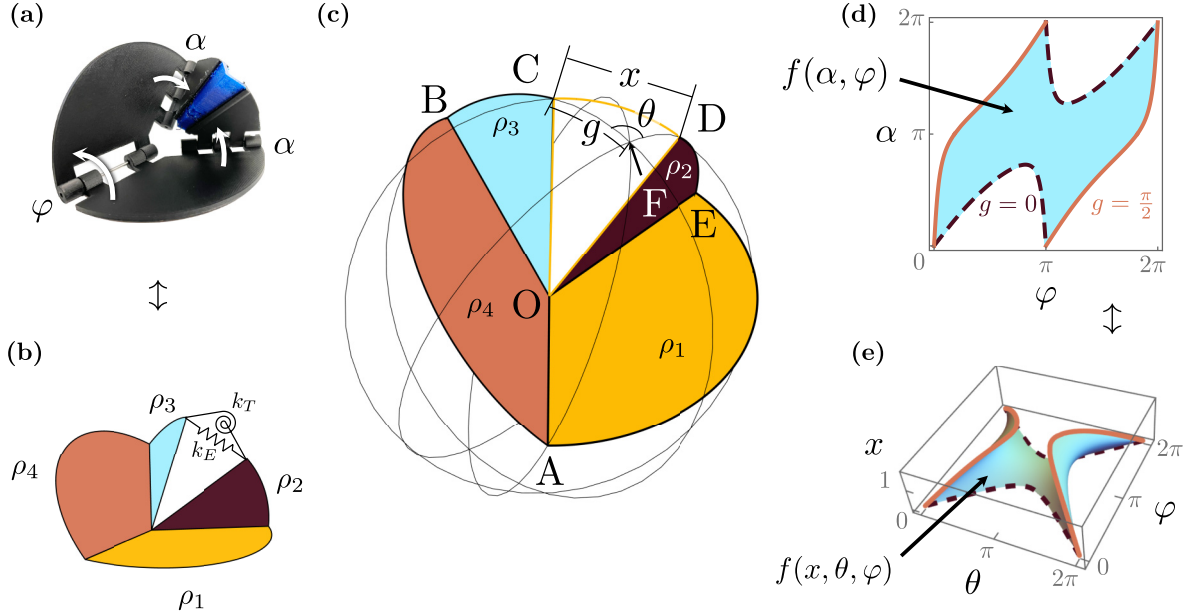 (a)
α
α
φ
↕
(b)
ρ₃
k_T
k_E
ρ₄
ρ₂
ρ₁
(c)
C
x
B
ρ₃
g
θ
D
ρ₂
F
E
O
ρ₄
ρ₁
A
(d)
2π
f(α, φ)
α
π
g = 0
g = π/2
0
π
2π
φ
↕
(e)
x
1
0
2π
π
φ
π
0
2π
f(x, θ, φ)
θ